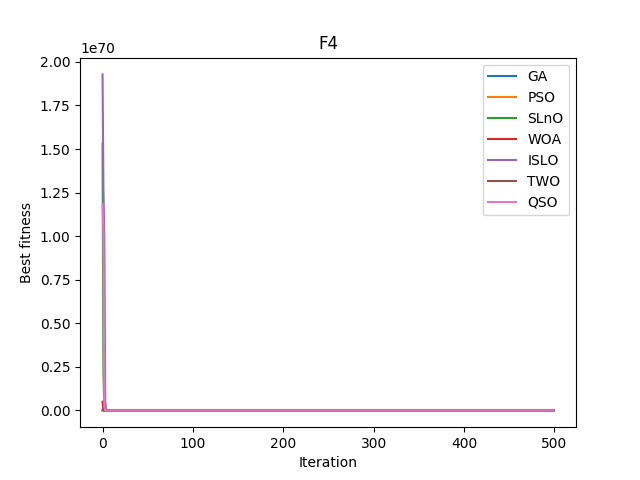 F4
1e70
2.00
1.75
1.50
1.25
1.00
0.75
0.50
0.25
0.00
Best fitness
0 100 200 300 400 500
Iteration
GA
PSO
SLnO
WOA
ISLO
TWO
QSO